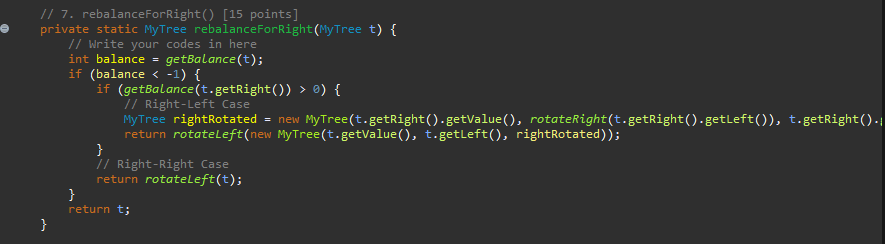 // 7. rebalanceForRight() [15 points]
private static MyTree rebalanceForRight(MyTree t) {
// Write your codes in here
int balance = getBalance(t);
if (balance < -1) {
if (getBalance(t.getRight()) > 0) {
// Right-Left Case
MyTree rightRotated = new MyTree(t.getRight().getValue(), rotateRight(t.getRight().getLeft()), t.getRight().
return rotateLeft(new MyTree(t.getValue(), t.getLeft(), rightRotated));
}
// Right-Right Case
return rotateLeft(t);
}
return t;
}